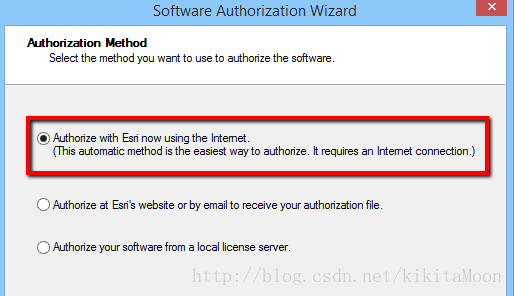 Software Authorization Wizard
Authorization Method
Select the method you want to use to authorize the software.
Authorize with Esri now using the Internet.
(This automatic method is the easiest way to authorize. It requires an Internet connection.)
Authorize at Esri's website or by email to receive your authorization file.
Authorize your software from a local license server.
http://blog.csdn.net/kikitaMoon